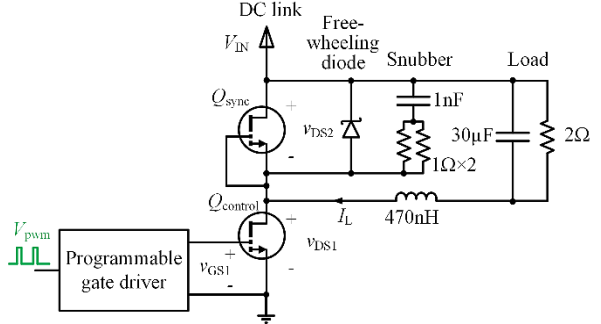 DC link
V_IN
Free-
wheeling
diode
Snubber
Load
Q_sync
+
v_DS2
-
1nF
1Ω×2
30µF
2Ω
Q_control
I_L
470nH
V_pwm
Programmable
gate driver
+
v_GS1
-
+
v_DS1
-